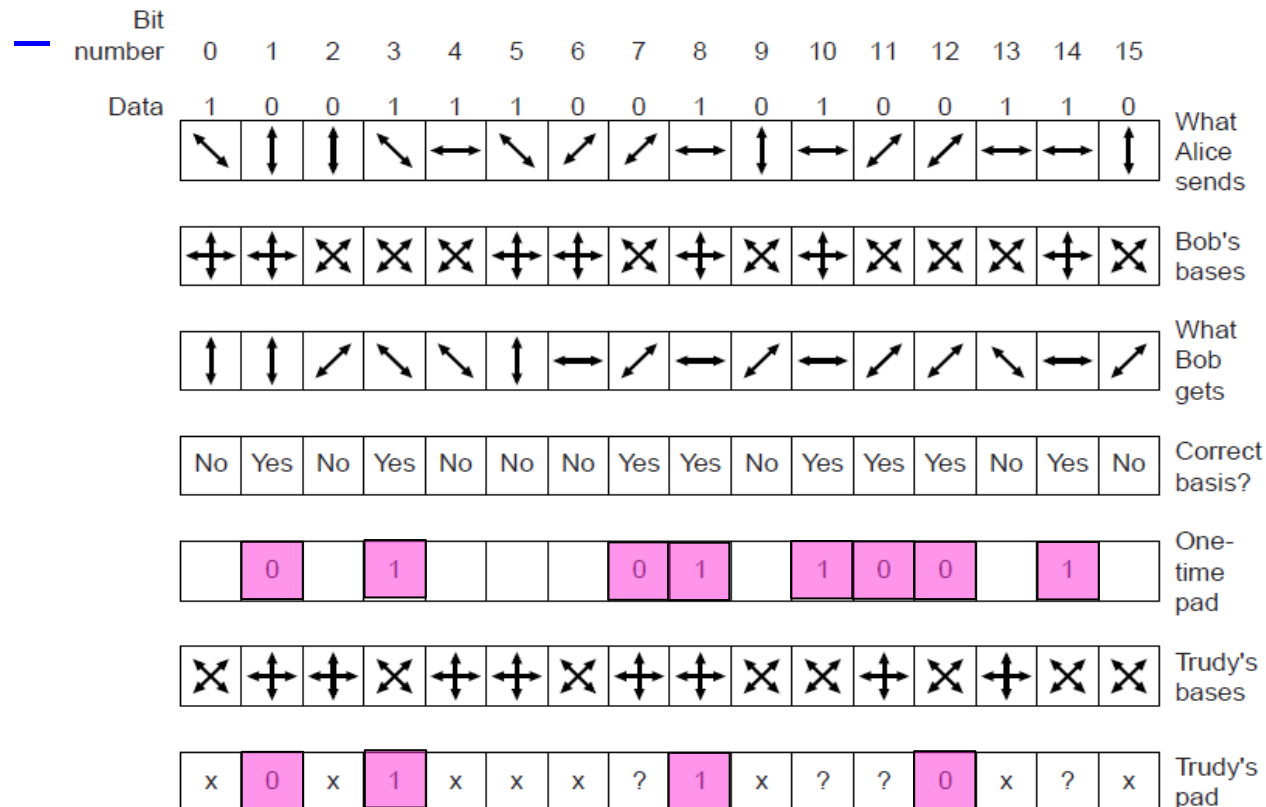 Bit
number 0 1 2 3 4 5 6 7 8 9 10 11 12 13 14 15
Data 1 0 0 1 1 1 0 0 1 0 1 0 0 1 1 0
What
Alice
sends
Bob's
bases
What
Bob
gets
No Yes No Yes No No No Yes Yes No Yes Yes Yes No Yes No
Correct
basis?
0 1 0 1 1 0 0 1
One-
time
pad
Trudy's
bases
x 0 x 1 x x x ? 1 x ? ? 0 x ? x
Trudy's
pad